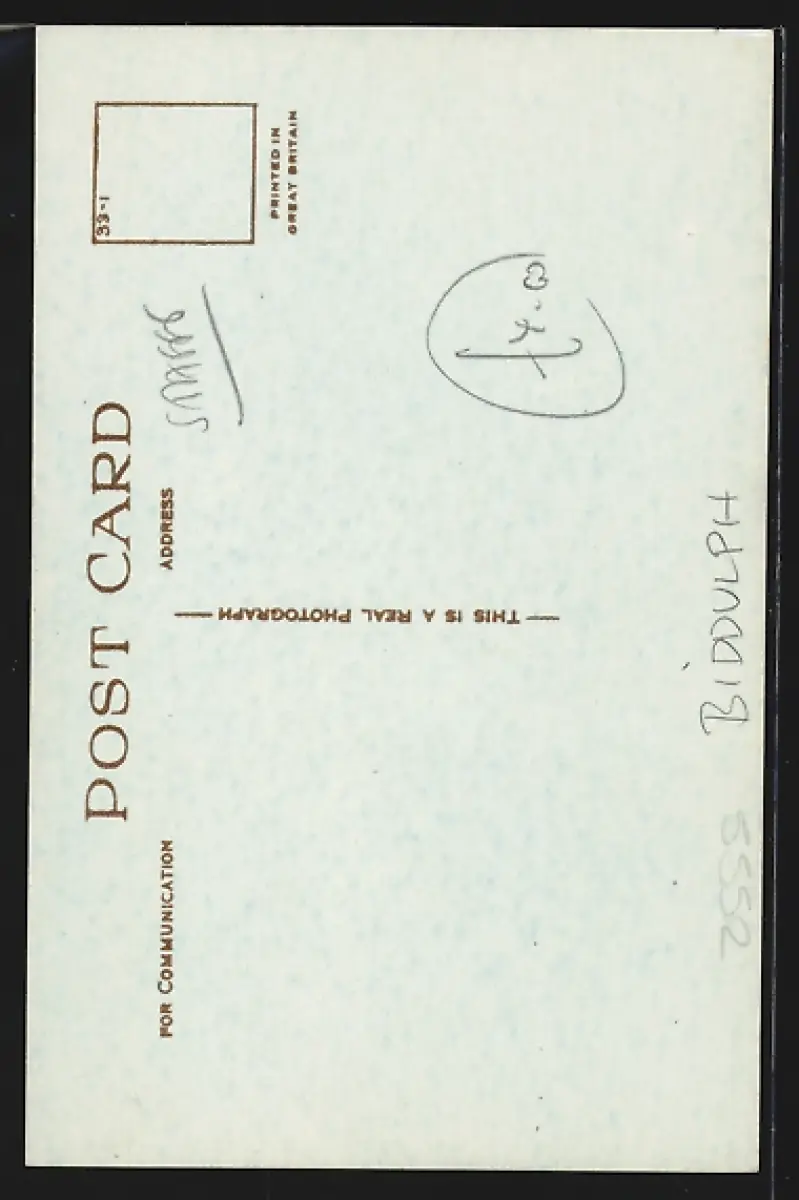 33-1
PRINTED IN
GREAT BRITAIN
POST CARD
FOR COMMUNICATION
ADDRESS
— THIS IS A REAL PHOTOGRAPH —
BIDDULPH
5552